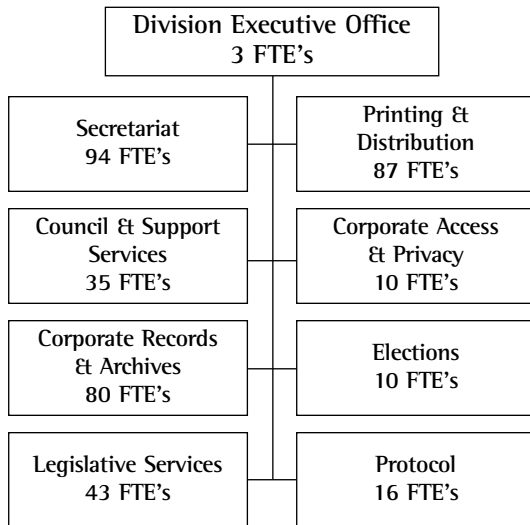 Division Executive Office
3 FTE's
Secretariat
94 FTE's
Printing &
Distribution
87 FTE's
Council & Support
Services
35 FTE's
Corporate Access
& Privacy
10 FTE's
Corporate Records
& Archives
80 FTE's
Elections
10 FTE's
Legislative Services
43 FTE's
Protocol
16 FTE's